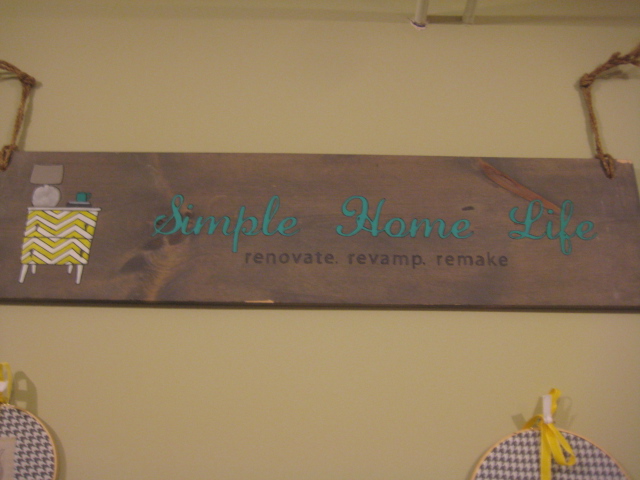 Simple Home Life
renovate. revamp. remake